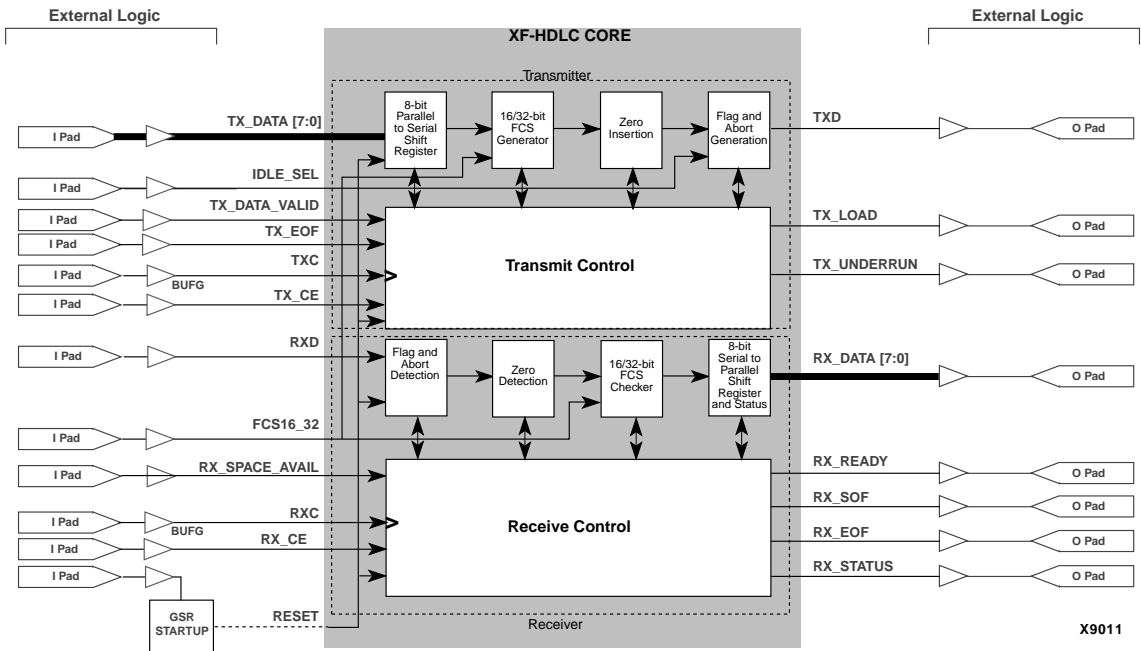 External Logic
External Logic
XF-HDLC CORE
Transmitter
8-bit
Parallel
to Serial
Shift
Register
16/32-bit
FCS
Generator
Zero
Insertion
Flag and
Abort
Generation
I Pad
TX_DATA [7:0]
TXD
O Pad
I Pad
IDLE_SEL
I Pad
TX_DATA_VALID
TX_LOAD
O Pad
I Pad
TX_EOF
Transmit Control
I Pad
BUFG
TXC
TX_UNDERRUN
O Pad
I Pad
TX_CE
I Pad
RXD
Flag and
Abort
Detection
Zero
Detection
16/32-bit
FCS
Checker
8-bit
Serial to
Parallel
Shift
Register
and Status
RX_DATA [7:0]
O Pad
I Pad
FCS16_32
I Pad
RX_SPACE_AVAIL
RX_READY
O Pad
RX_SOF
O Pad
I Pad
BUFG
RXC
Receive Control
RX_EOF
O Pad
I Pad
RX_CE
RX_STATUS
O Pad
I Pad
GSR
STARTUP
RESET
Receiver
X9011